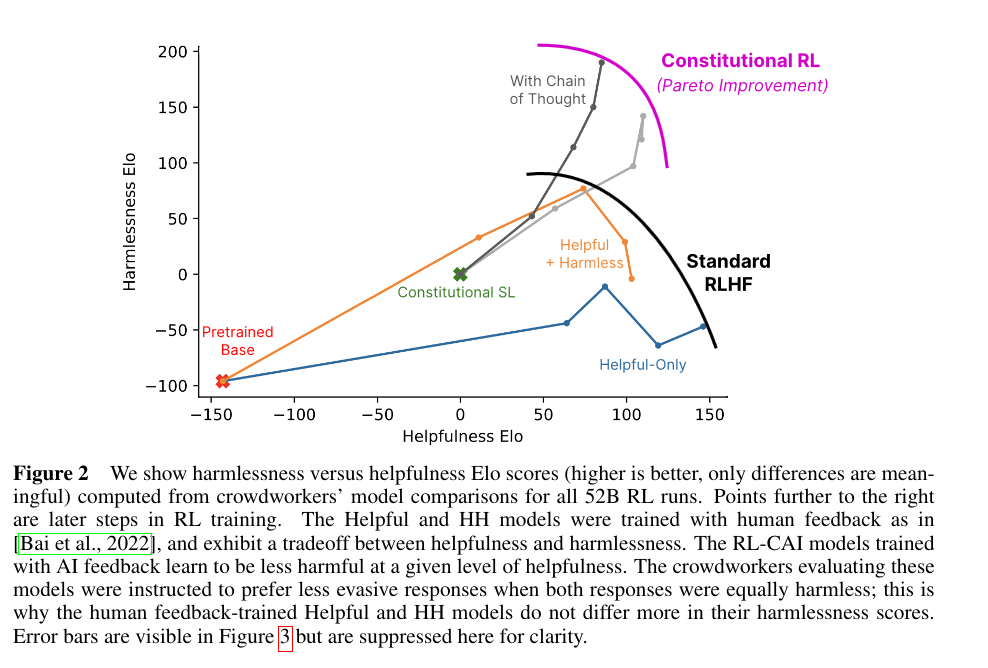 200
150
100
50
0
−50
−100
Harmlessness Elo
−150
−100
−50
0
50
100
150
Helpfulness Elo
With Chain
of Thought
Constitutional RL
(Pareto Improvement)
Helpful
+ Harmless
Standard
RLHF
Constitutional SL
Pretrained
Base
Helpful-Only
Figure 2 We show harmlessness versus helpfulness Elo scores (higher is better, only differences are mean-
ingful) computed from crowdworkers’ model comparisons for all 52B RL runs. Points further to the right
are later steps in RL training. The Helpful and HH models were trained with human feedback as in
[Bai et al., 2022], and exhibit a tradeoff between helpfulness and harmlessness. The RL-CAI models trained
with AI feedback learn to be less harmful at a given level of helpfulness. The crowdworkers evaluating these
models were instructed to prefer less evasive responses when both responses were equally harmless; this is
why the human feedback-trained Helpful and HH models do not differ more in their harmlessness scores.
Error bars are visible in Figure 3 but are suppressed here for clarity.